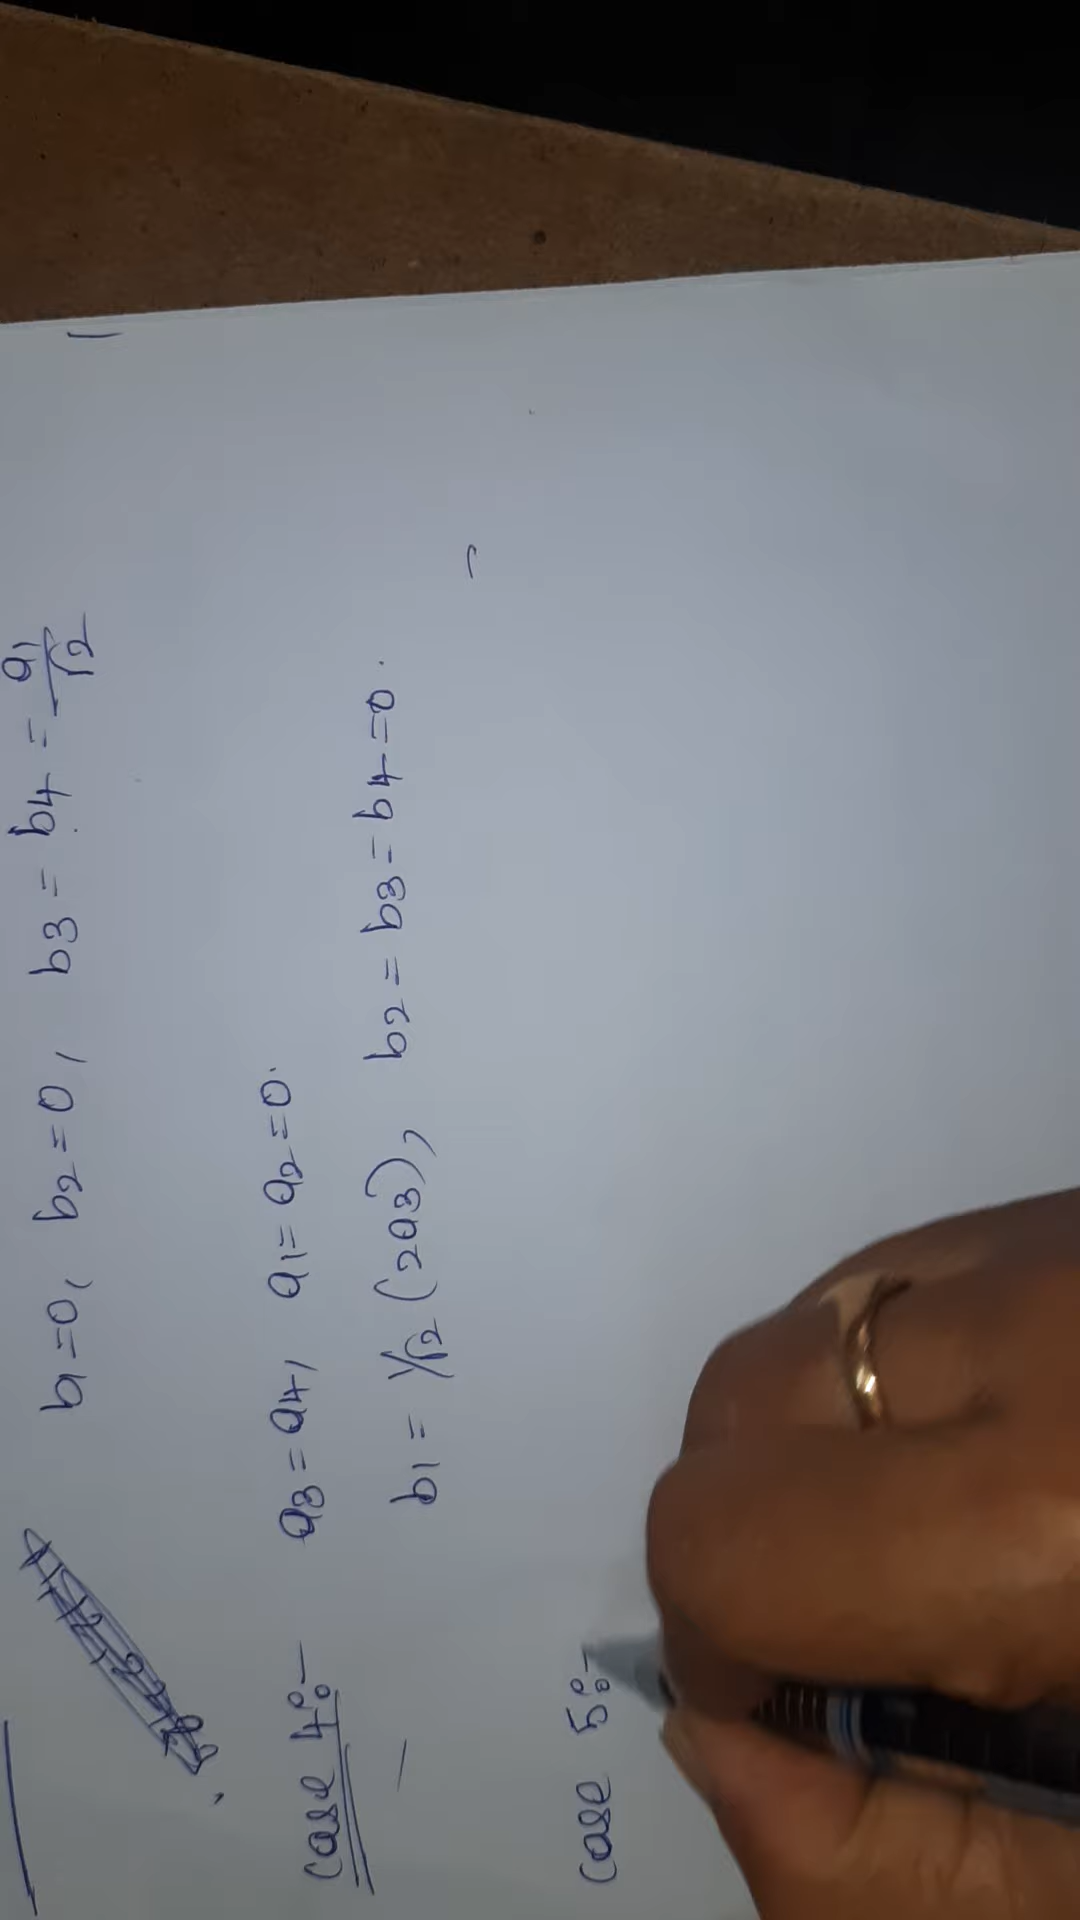 b1=0, b2=0, b3 = b4 = a1/√2
Case 4:- a3 = a4, a1 = a2 = 0.
b1 = 1/√2 (2a3), b2 = b3 = b4 = 0.
Case 5:-